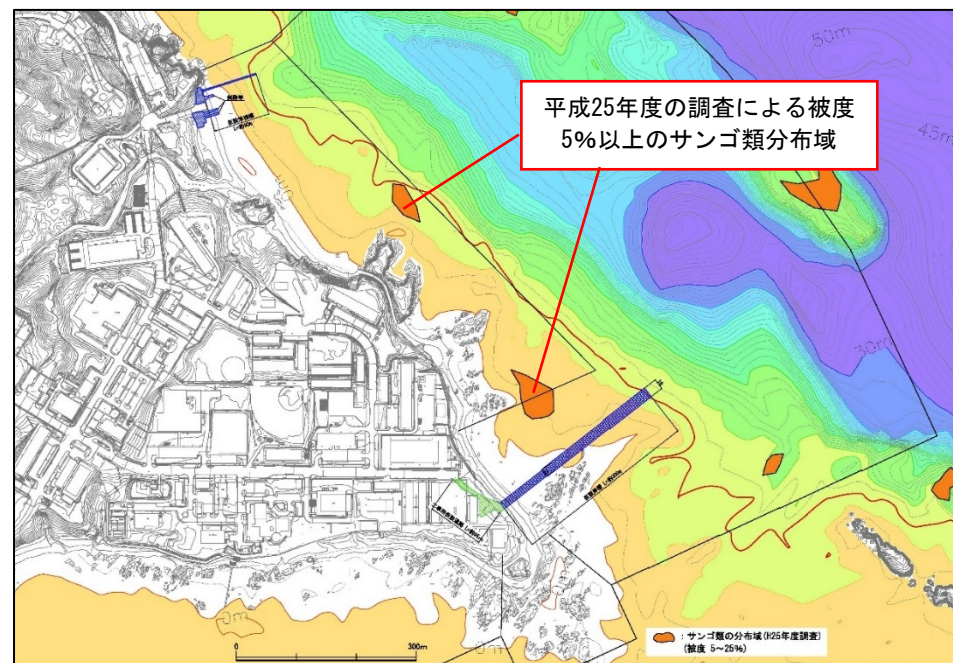 平成25年度の調査による被度
5%以上のサンゴ類分布域
50m
45m
30m
0m
0
300m
：サンゴ類の分布域(H25年度調査)
(被度 5~25%)